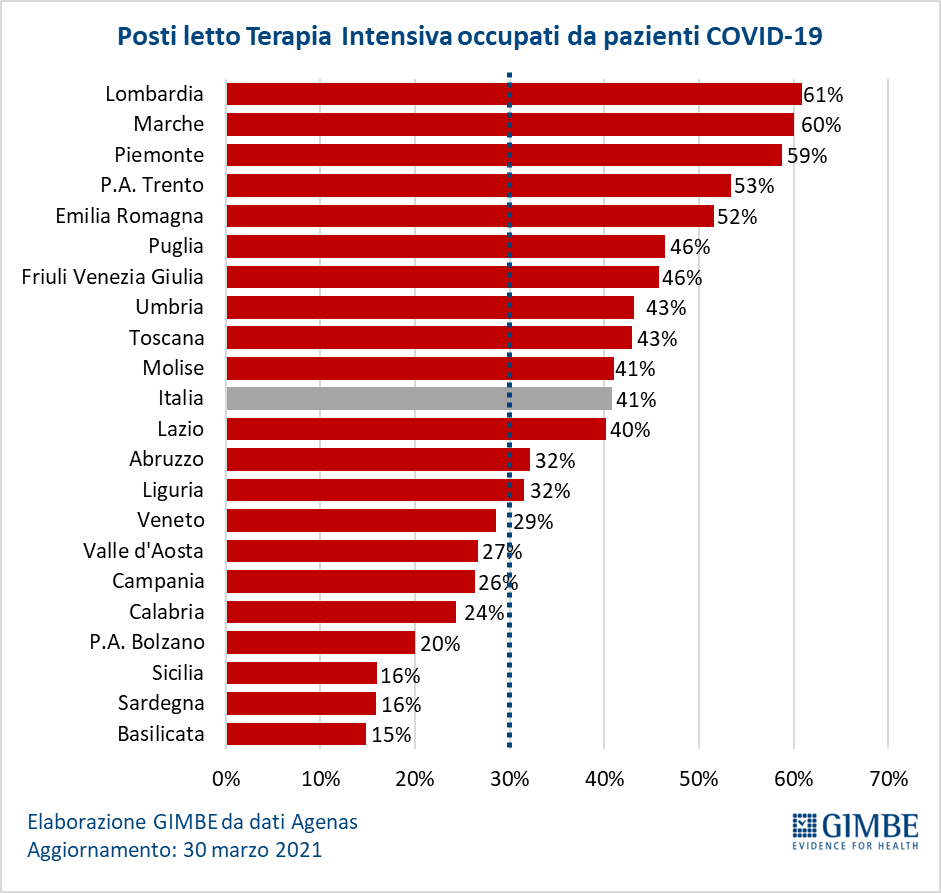 Posti letto Terapia Intensiva occupati da pazienti COVID-19
Lombardia 61%
Marche 60%
Piemonte 59%
P.A. Trento 53%
Emilia Romagna 52%
Puglia 46%
Friuli Venezia Giulia 46%
Umbria 43%
Toscana 43%
Molise 41%
Italia 41%
Lazio 40%
Abruzzo 32%
Liguria 32%
Veneto 29%
Valle d'Aosta 27%
Campania 26%
Calabria 24%
P.A. Bolzano 20%
Sicilia 16%
Sardegna 16%
Basilicata 15%
0% 10% 20% 30% 40% 50% 60% 70%
Elaborazione GIMBE da dati Agenas
Aggiornamento: 30 marzo 2021
GIMBE
EVIDENCE FOR HEALTH